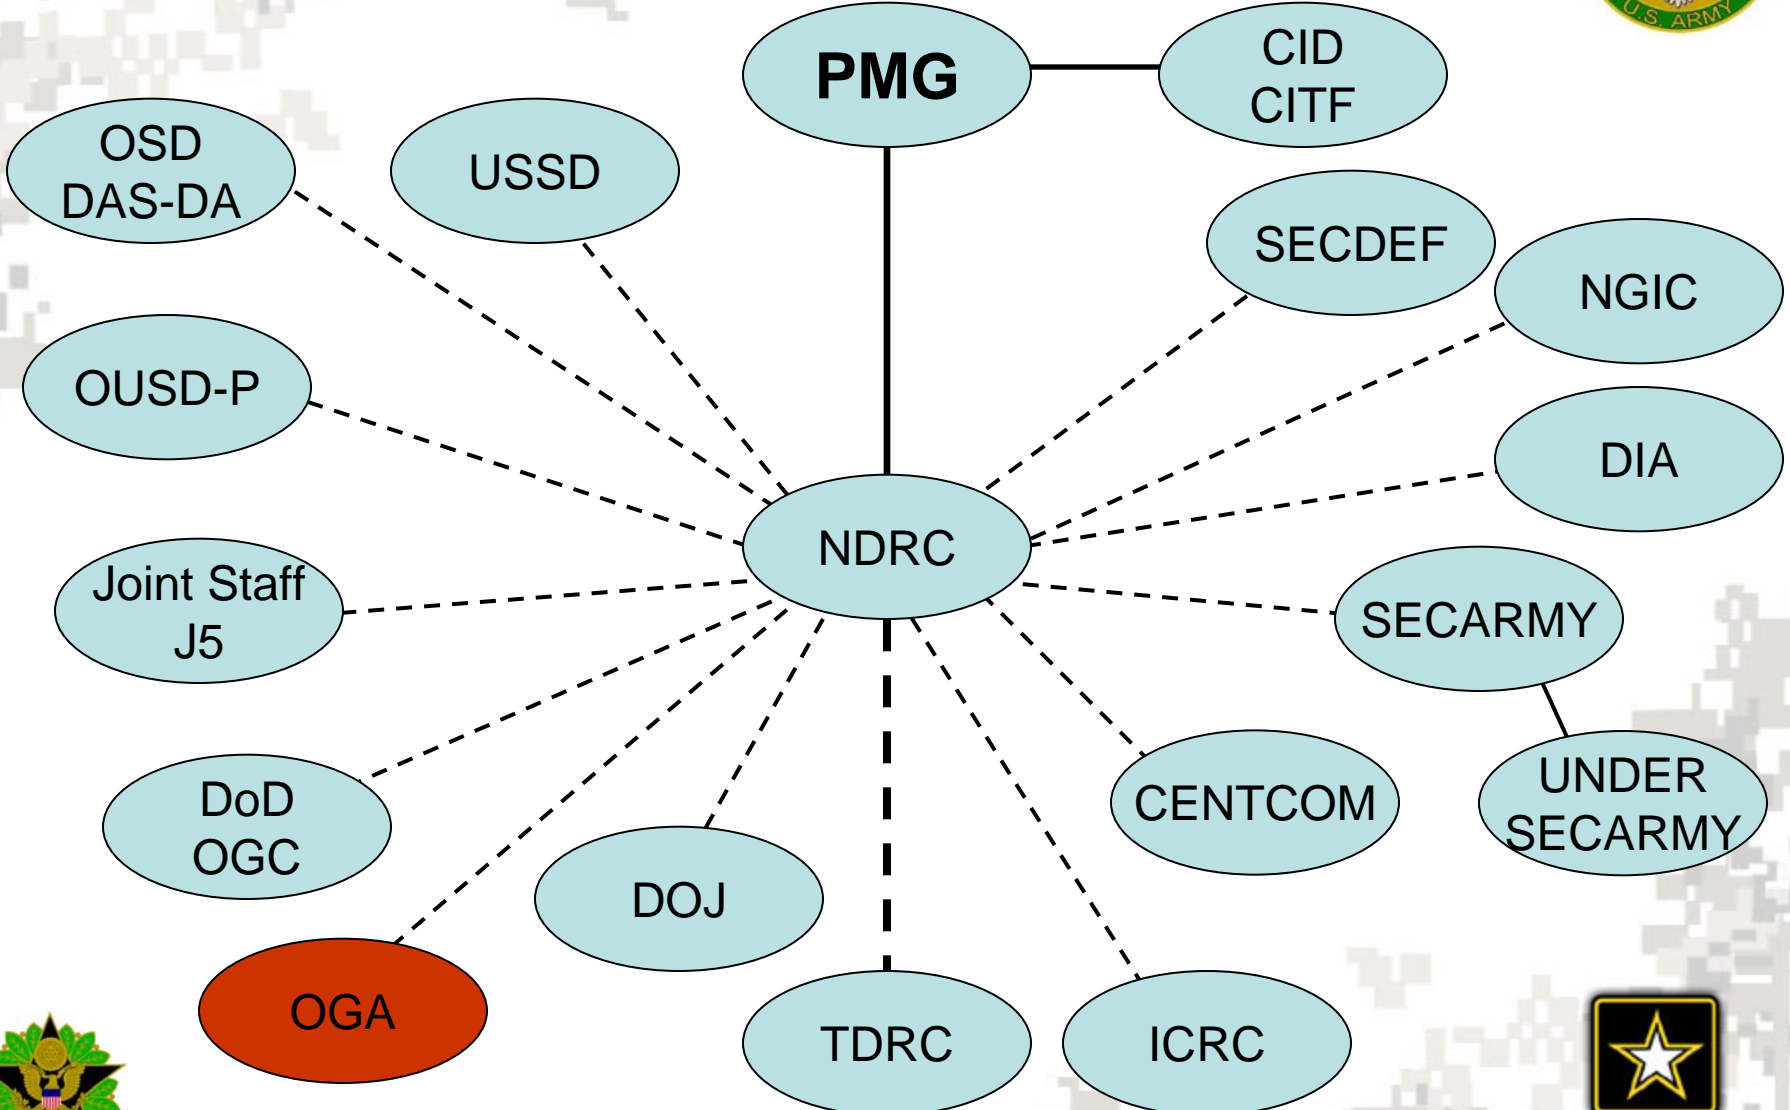 U.S. ARMY
PMG
CID
CITF
OSD
DAS-DA
USSD
SECDEF
NGIC
OUSD-P
DIA
NDRC
Joint Staff
J5
SECARMY
DoD
OGC
CENTCOM
UNDER
SECARMY
DOJ
OGA
TDRC
ICRC